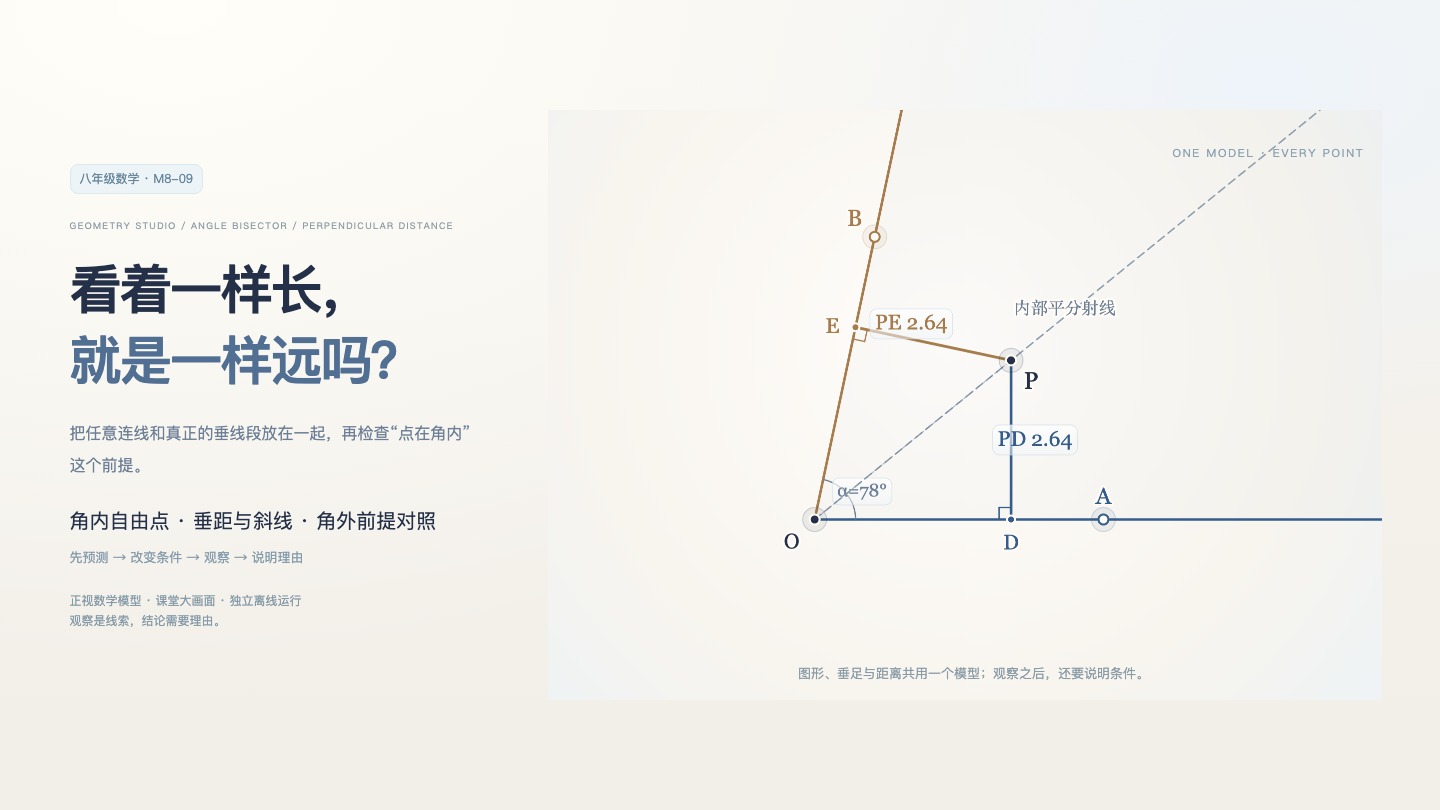 八年级数学 · M8–09
GEOMETRY STUDIO / ANGLE BISECTOR / PERPENDICULAR DISTANCE
看着一样长，
就是一样远吗？
把任意连线和真正的垂线段放在一起，再检查“点在角内”
这个前提。
角内自由点 · 垂距与斜线 · 角外前提对照
先预测 → 改变条件 → 观察 → 说明理由
正视数学模型 · 课堂大画面 · 独立离线运行
观察是线索，结论需要理由。
ONE MODEL · EVERY POINT
B
内部平分射线
E
PE 2.64
P
PD 2.64
α=78°
A
O
D
图形、垂足与距离共用一个模型；观察之后，还要说明条件。